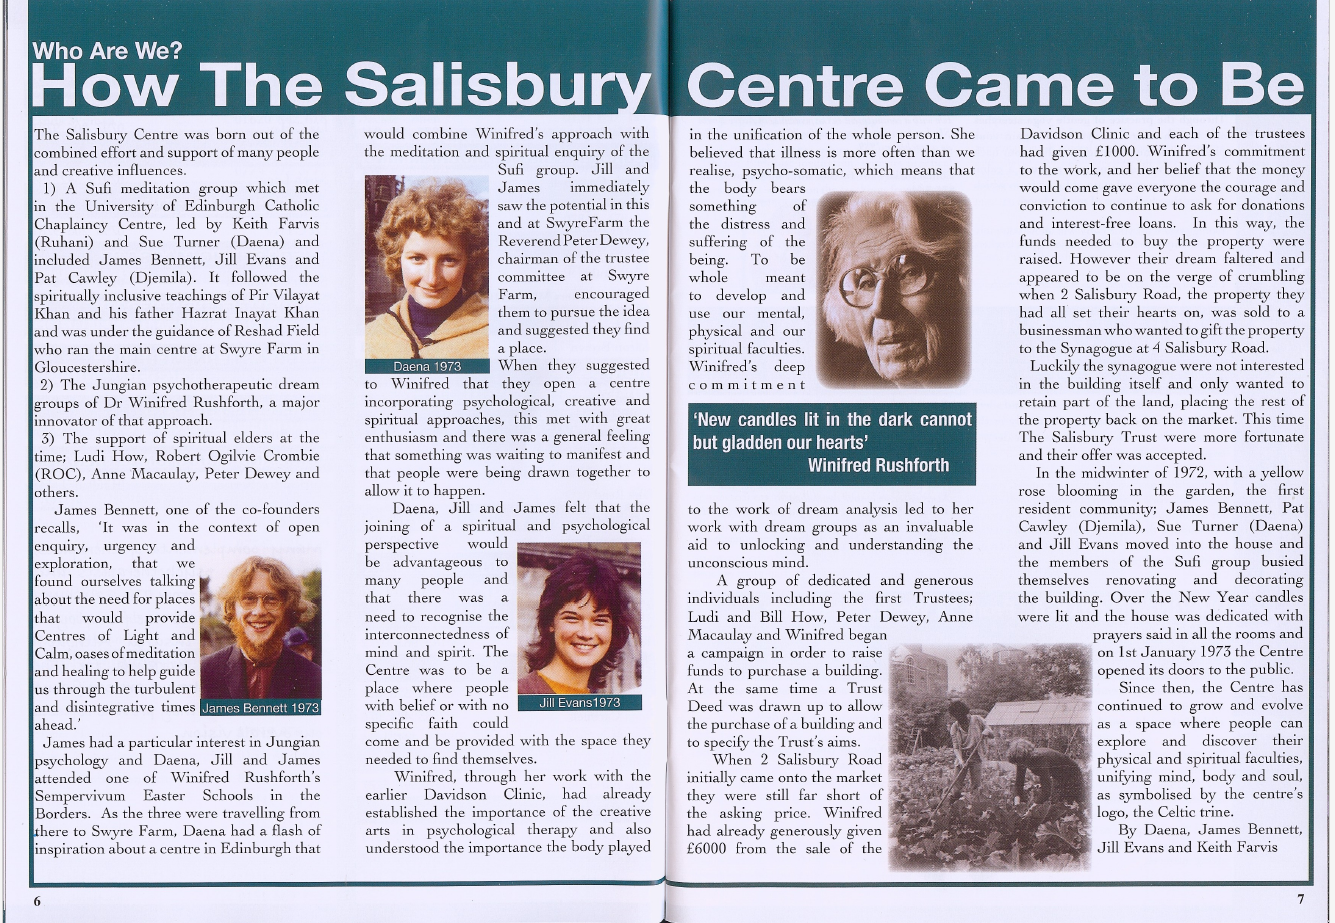 Who Are We?
How The Salisbury Centre Came to Be
The Salisbury Centre was born out of the
combined effort and support of many people
and creative influences.
1) A Sufi meditation group which met
in the University of Edinburgh Catholic
Chaplaincy Centre, led by Keith Farvis
(Ruhani) and Sue Turner (Daena) and
included James Bennett, Jill Evans and
Pat Cawley (Djemila). It followed the
spiritually inclusive teachings of Pir Vilayat
Khan and his father Hazrat Inayat Khan
and was under the guidance of Reshad Field
who ran the main centre at Swyre Farm in
Gloucestershire.
2) The Jungian psychotherapeutic dream
groups of Dr Winifred Rushforth, a major
innovator of that approach.
3) The support of spiritual elders at the
time; Ludi How, Robert Ogilvie Crombie
(ROC), Anne Macaulay, Peter Dewey and
others.
James Bennett, one of the co-founders
recalls, 'It was in the context of open
enquiry, urgency and
exploration, that we
found ourselves talking
about the need for places
that would provide
Centres of Light and
Calm, oases of meditation
and healing to help guide
us through the turbulent
and disintegrative times
ahead.'
James Bennett 1973
James had a particular interest in Jungian
psychology and Daena, Jill and James
attended one of Winifred Rushforth's
Sempervivum Easter Schools in the
Borders. As the three were travelling from
there to Swyre Farm, Daena had a flash of
inspiration about a centre in Edinburgh that
would combine Winifred's approach with
the meditation and spiritual enquiry of the
Sufi group. Jill and
James immediately
saw the potential in this
and at SwyreFarm the
Reverend Peter Dewey,
chairman of the trustee
committee at Swyre
Farm, encouraged
them to pursue the idea
and suggested they find
a place.
Daena 1973
When they suggested
to Winifred that they open a centre
incorporating psychological, creative and
spiritual approaches, this met with great
enthusiasm and there was a general feeling
that something was waiting to manifest and
that people were being drawn together to
allow it to happen.
Daena, Jill and James felt that the
joining of a spiritual and psychological
perspective would
be advantageous to
many people and
that there was a
need to recognise the
interconnectedness of
mind and spirit. The
Centre was to be a
place where people
with belief or with no
specific faith could
Jill Evans1973
come and be provided with the space they
needed to find themselves.
Winifred, through her work with the
earlier Davidson Clinic, had already
established the importance of the creative
arts in psychological therapy and also
understood the importance the body played
in the unification of the whole person. She
believed that illness is more often than we
realise, psycho-somatic, which means that
the body bears
something of
the distress and
suffering of the
being. To be
whole meant
to develop and
use our mental,
physical and our
spiritual faculties.
Winifred's deep
commitment
'New candles lit in the dark cannot
but gladden our hearts'
Winifred Rushforth
to the work of dream analysis led to her
work with dream groups as an invaluable
aid to unlocking and understanding the
unconscious mind.
A group of dedicated and generous
individuals including the first Trustees;
Ludi and Bill How, Peter Dewey, Anne
Macaulay and Winifred began
a campaign in order to raise
funds to purchase a building.
At the same time a Trust
Deed was drawn up to allow
the purchase of a building and
to specify the Trust's aims.
When 2 Salisbury Road
initially came onto the market
they were still far short of
the asking price. Winifred
had already generously given
£6000 from the sale of the
Davidson Clinic and each of the trustees
had given £1000. Winifred's commitment
to the work, and her belief that the money
would come gave everyone the courage and
conviction to continue to ask for donations
and interest-free loans. In this way, the
funds needed to buy the property were
raised. However their dream faltered and
appeared to be on the verge of crumbling
when 2 Salisbury Road, the property they
had all set their hearts on, was sold to a
businessman who wanted to gift the property
to the Synagogue at 4 Salisbury Road.
Luckily the synagogue were not interested
in the building itself and only wanted to
retain part of the land, placing the rest of
the property back on the market. This time
The Salisbury Trust were more fortunate
and their offer was accepted.
In the midwinter of 1972, with a yellow
rose blooming in the garden, the first
resident community; James Bennett, Pat
Cawley (Djemila), Sue Turner (Daena)
and Jill Evans moved into the house and
the members of the Sufi group busied
themselves renovating and decorating
the building. Over the New Year candles
were lit and the house was dedicated with
prayers said in all the rooms and
on 1st January 1973 the Centre
opened its doors to the public.
Since then, the Centre has
continued to grow and evolve
as a space where people can
explore and discover their
physical and spiritual faculties,
unifying mind, body and soul,
as symbolised by the centre's
logo, the Celtic trine.
By Daena, James Bennett,
Jill Evans and Keith Farvis
6
7